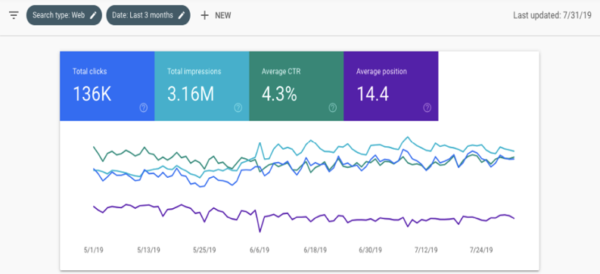 Search type: Web Date: Last 3 months + NEW Last updated: 7/31/19
Total clicks Total impressions Average CTR Average position
136K 3.16M 4.3% 14.4
5/1/19 5/13/19 5/25/19 6/6/19 6/18/19 6/30/19 7/12/19 7/24/19